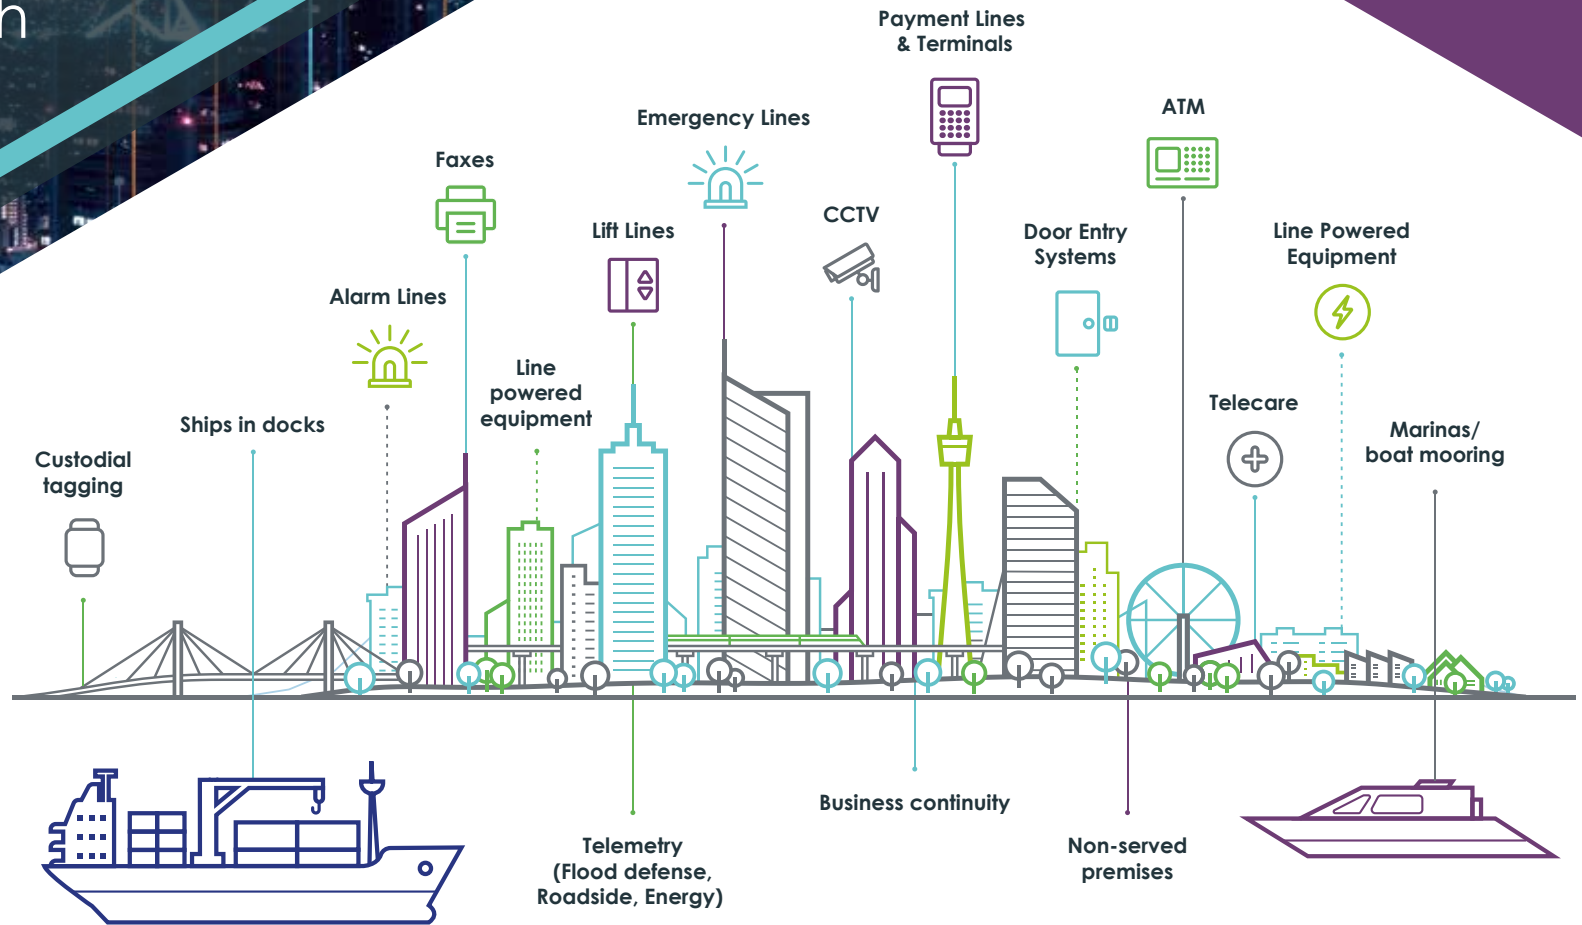 Payment Lines
& Terminals
ATM
Emergency Lines
Faxes
CCTV
Lift Lines
Door Entry
Systems
Line Powered
Equipment
Alarm Lines
Line
powered
equipment
Telecare
Ships in docks
Marinas/
boat mooring
Custodial
tagging
Business continuity
Telemetry
(Flood defense,
Roadside, Energy)
Non-served
premises